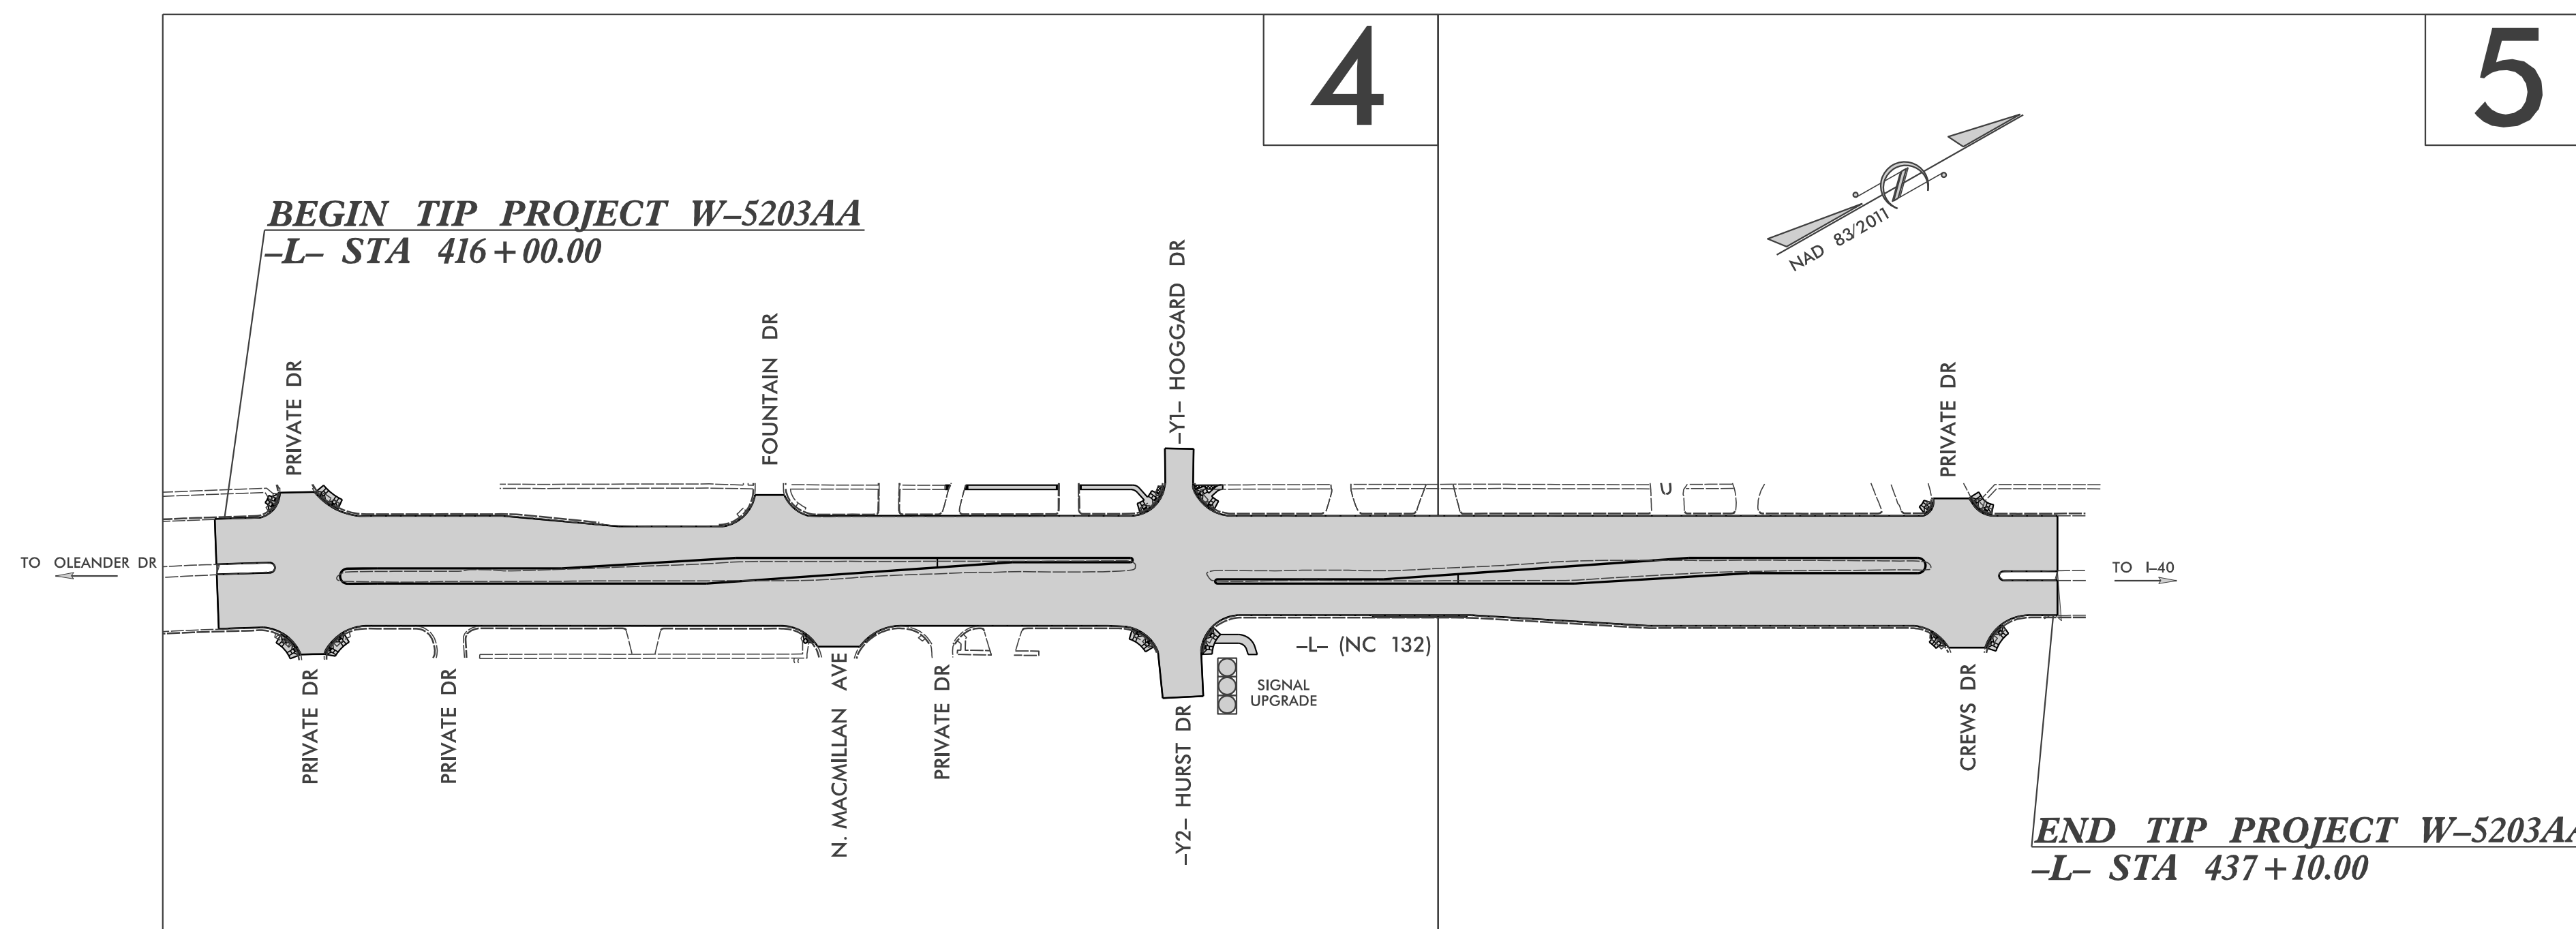 4
5
BEGIN TIP PROJECT W–5203AA
–L– STA 416+00.00
NAD 83/2011
PRIVATE DR
FOUNTAIN DR
–Y1– HOGGARD DR
PRIVATE DR
TO OLEANDER DR
TO I–40
–L– (NC 132)
SIGNAL
UPGRADE
PRIVATE DR
PRIVATE DR
N. MACMILLAN AVE
PRIVATE DR
–Y2– HURST DR
CREWS DR
END TIP PROJECT W–5203AA
–L– STA 437+10.00